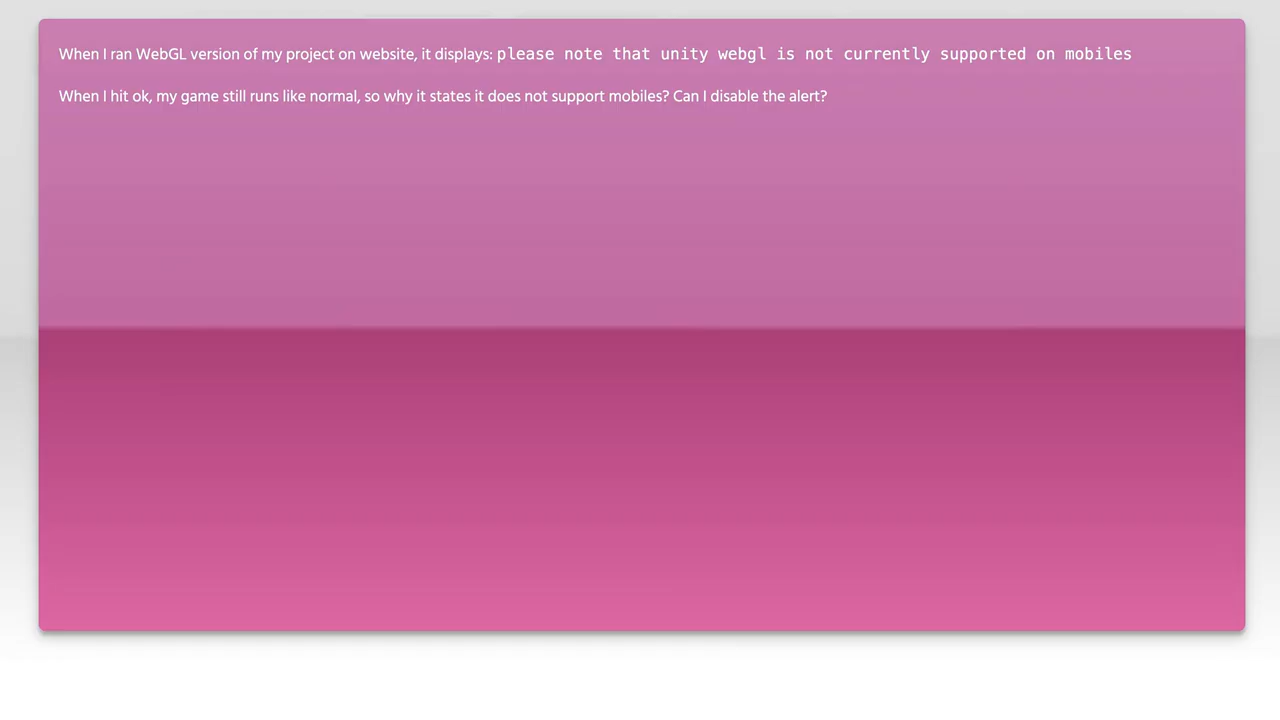 When I ran WebGL version of my project on website, it displays: please note that unity webgl is not currently supported on mobiles
When I hit ok, my game still runs like normal, so why it states it does not support mobiles? Can I disable the alert?